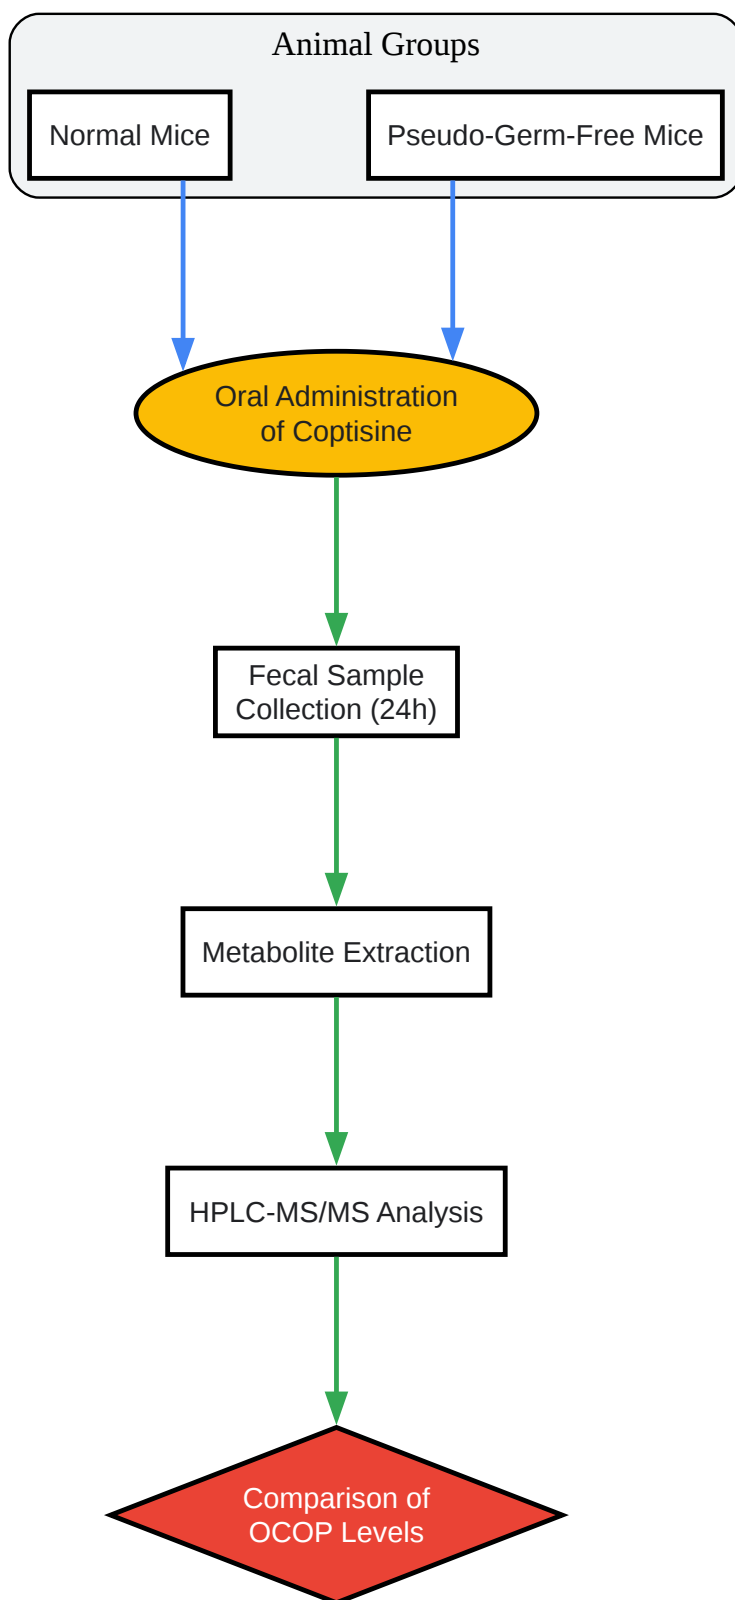 Animal Groups
Normal Mice
Pseudo-Germ-Free Mice
Oral Administration
of Coptisine
Fecal Sample
Collection (24h)
Metabolite Extraction
HPLC-MS/MS Analysis
Comparison of
OCOP Levels